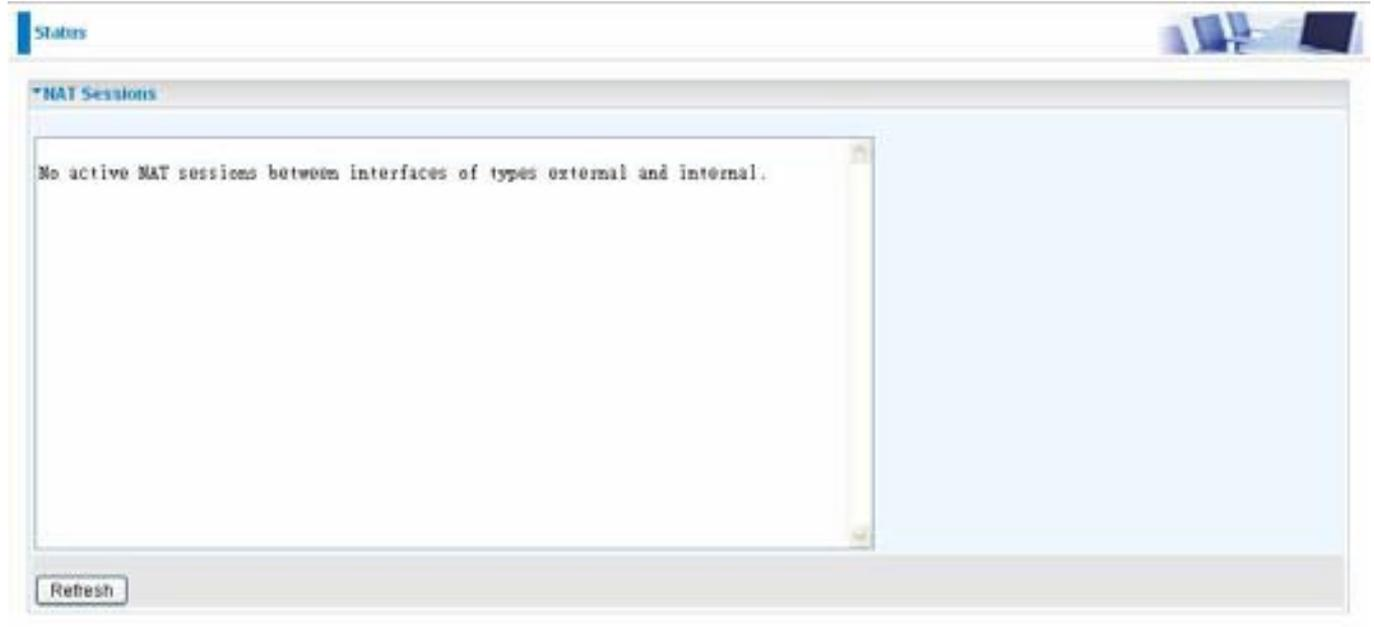 Status
NAT Sessions
No active NAT sessions between interfaces of types external and internal.
Refresh